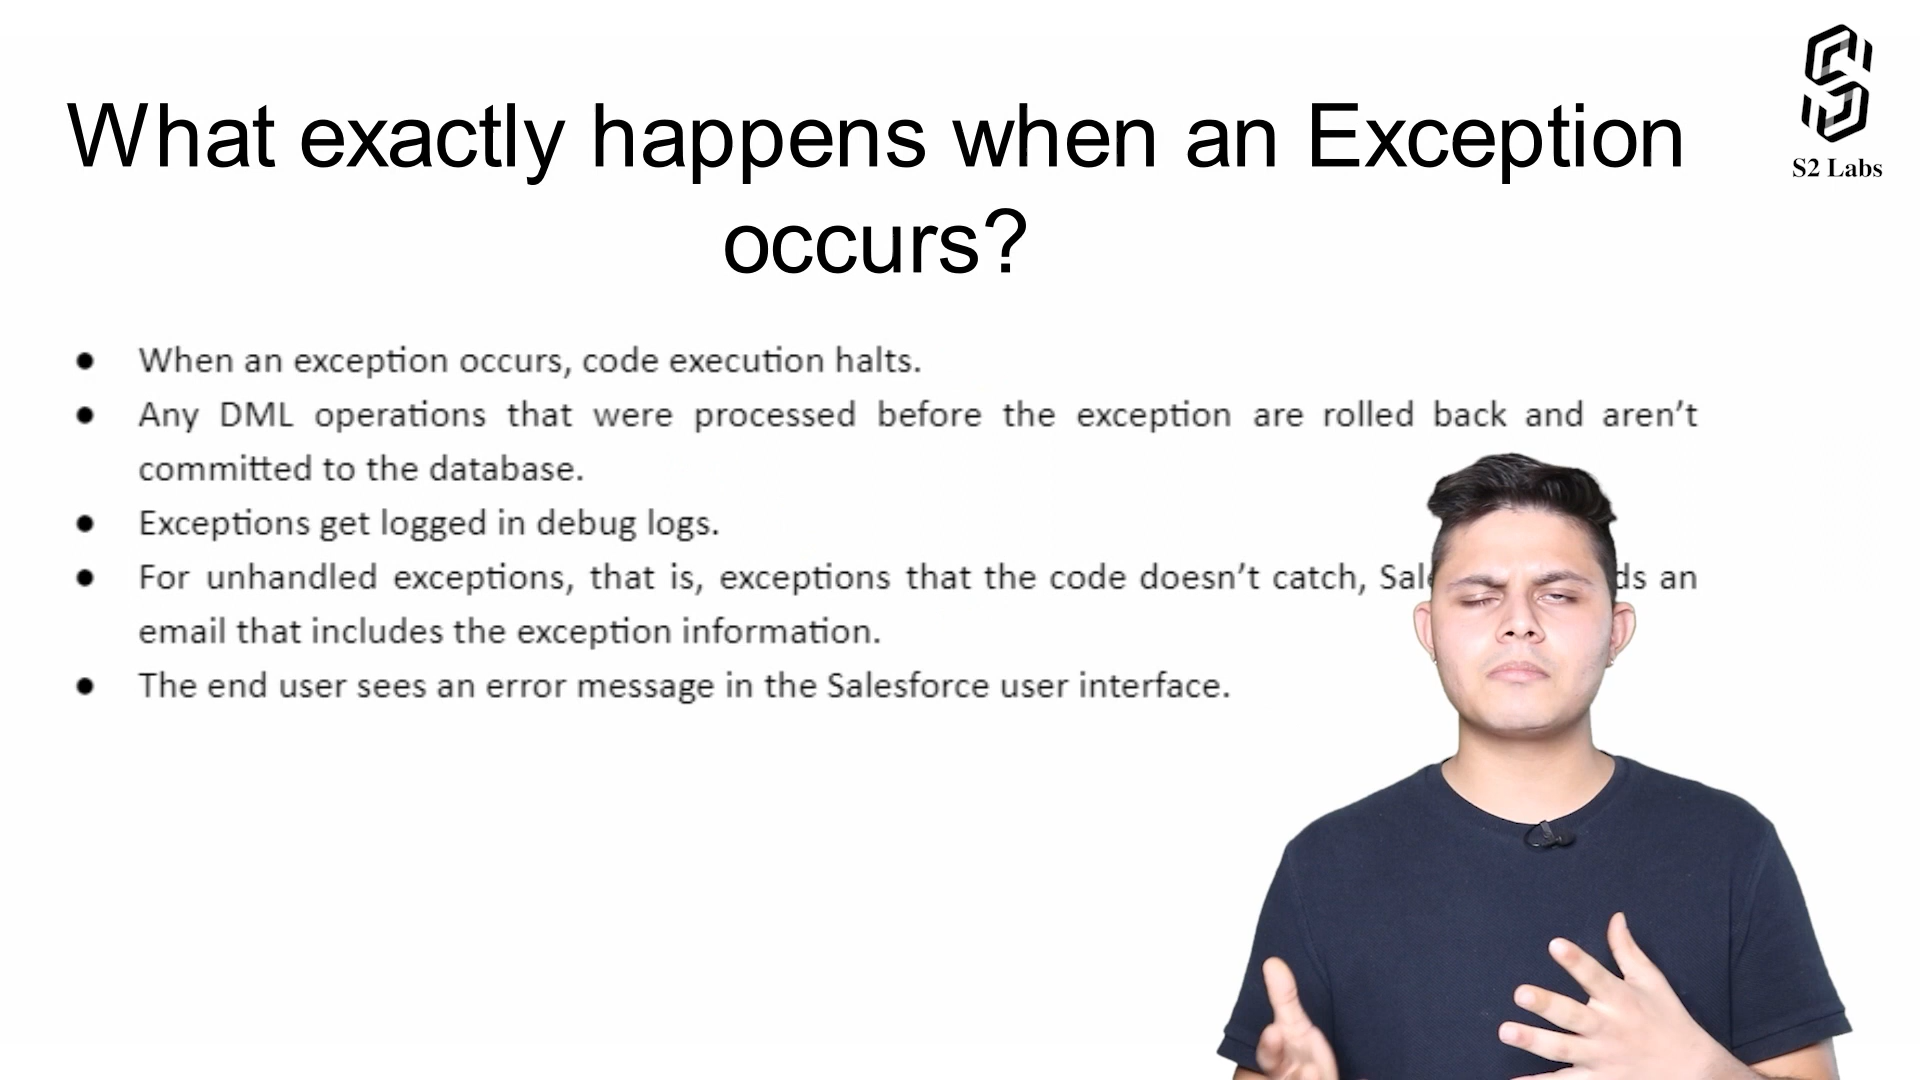 What exactly happens when an Exception
occurs?
S2 Labs
● When an exception occurs, code execution halts.
● Any DML operations that were processed before the exception are rolled back and aren’t
committed to the database.
● Exceptions get logged in debug logs.
● For unhandled exceptions, that is, exceptions that the code doesn’t catch, an
email that includes the exception information.
● The end user sees an error message in the Salesforce user interface.